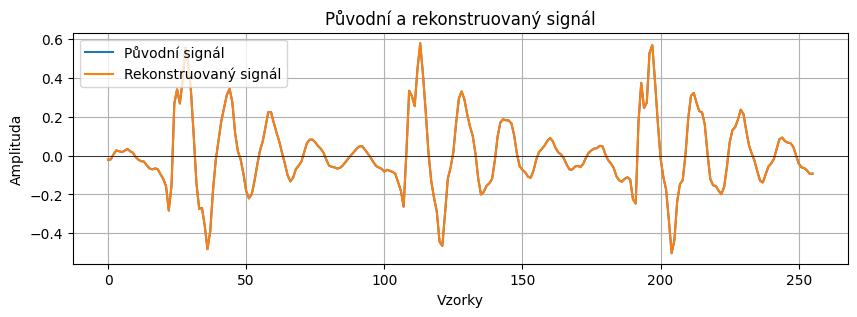 Původní a rekonstruovaný signál
Původní signál
Rekonstruovaný signál
Amplituda
0.6
0.4
0.2
0.0
−0.2
−0.4
0
50
100
150
200
250
Vzorky